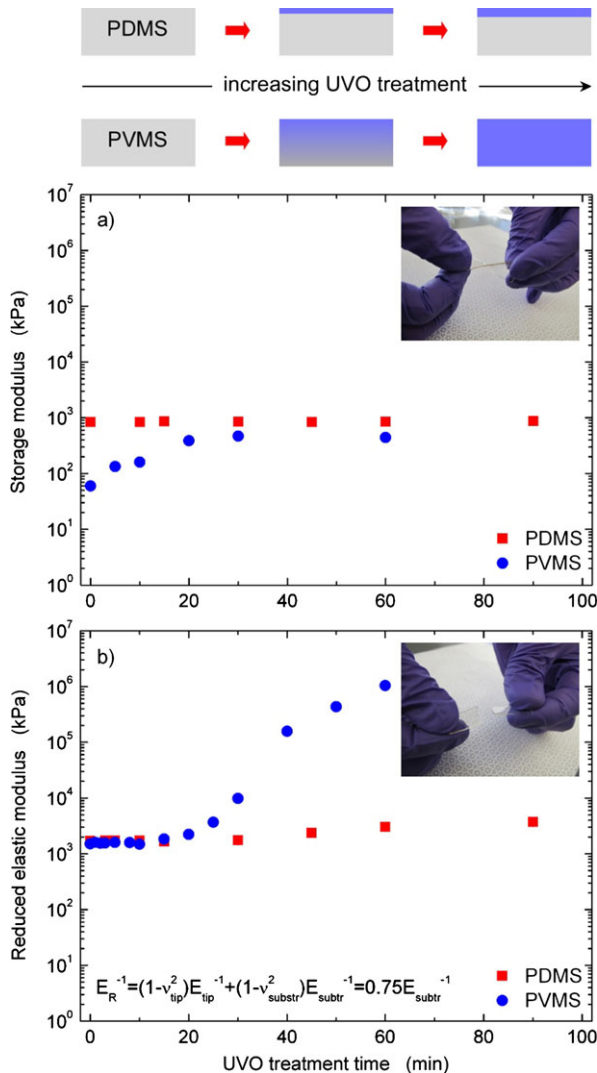 PDMS
increasing UVO treatment
PVMS
10⁷
a)
10⁶
10⁵
10⁴
10³
10²
10¹
10⁰
Storage modulus (kPa)
PDMS
PVMS
0 20 40 60 80 100
10⁷
b)
10⁶
10⁵
10⁴
10³
10²
10¹
10⁰
Reduced elastic modulus (kPa)
PDMS
PVMS
E_R⁻¹=(1-ν²_tip)E_tip⁻¹+(1-ν²_substr)E_substr⁻¹=0.75E_subtr⁻¹
0 20 40 60 80 100
UVO treatment time (min)